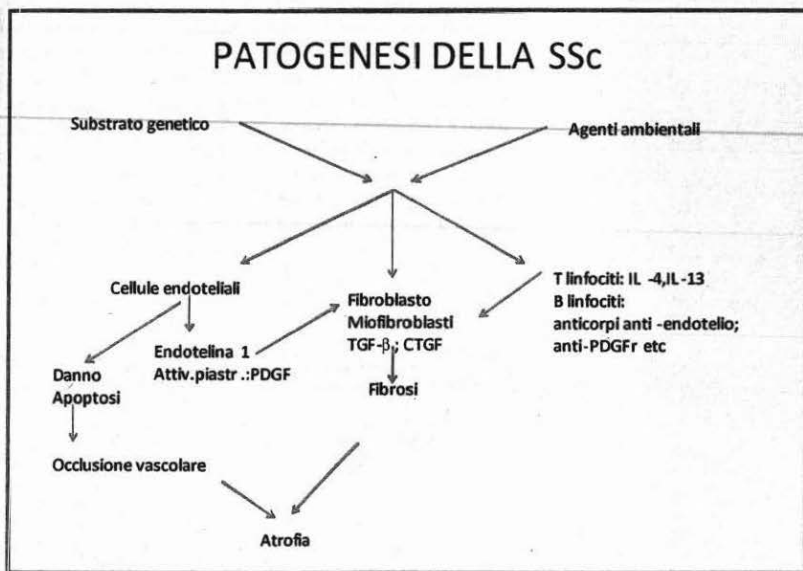 PATOGENESI DELLA SSc
Substrato genetico
Agenti ambientali
Cellule endoteliali
Fibroblasto
Miofibroblasti
TGF-β; CTGF
T linfociti: IL -4,IL-13
B linfociti:
anticorpi anti -endotelio;
anti-PDGFr etc
Endotelina 1
Attiv.piastr .:PDGF
Danno
Apoptosi
Fibrosi
Occlusione vascolare
Atrofia